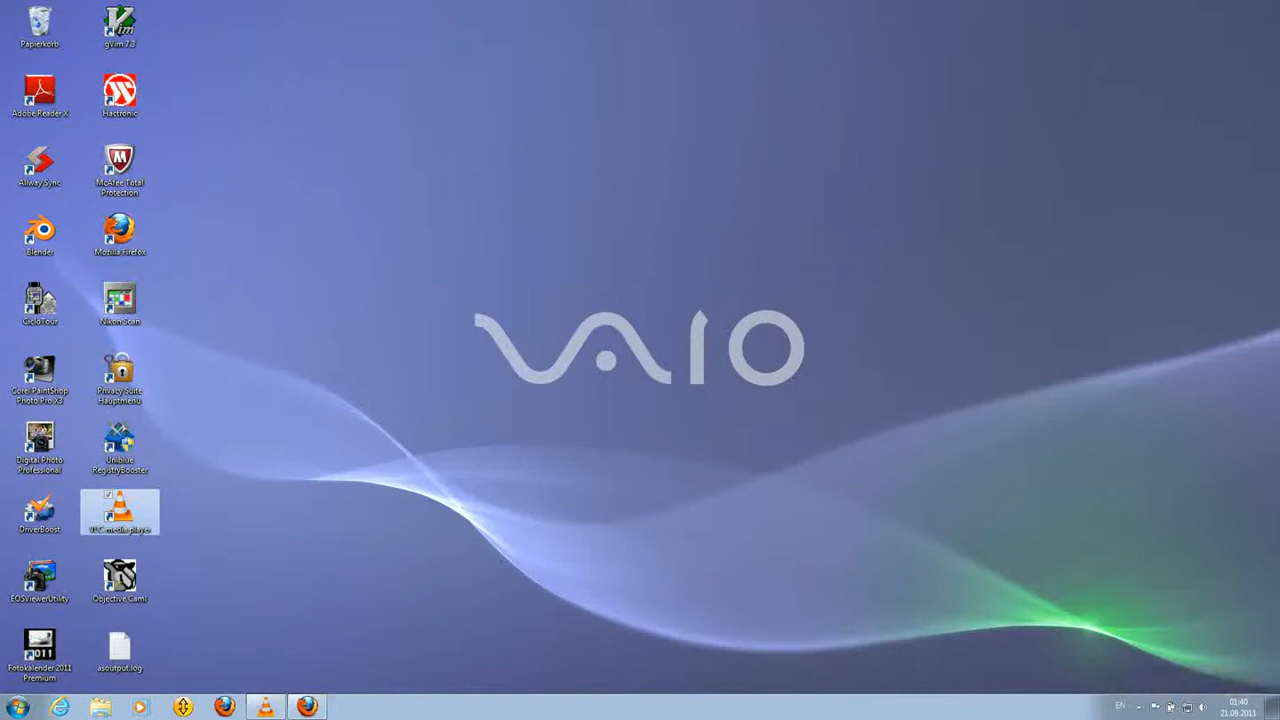 Papierkorb
gVim 7.3
Adobe Reader X
Hactronic
Allway Sync
McAfee Total
Protection
Blender
Mozilla Firefox
CicloTour
Nikon Scan
Corel PaintShop
Photo Pro X3
Privacy Suite
Hauptmenü
Digital Photo
Professional
Uniblue
RegistryBooster
DriverBoost
VLC media player
EOSViewerUtility
Objective Caml
2011
Fotokalender 2011
Premium
asoutput.log
VAIO
EN
01:40
21.09.2011